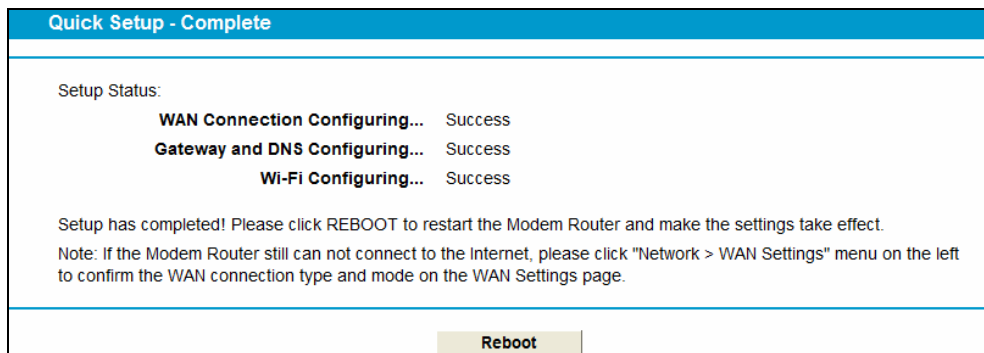 Quick Setup - Complete
Setup Status:
WAN Connection Configuring... Success
Gateway and DNS Configuring... Success
Wi-Fi Configuring... Success
Setup has completed! Please click REBOOT to restart the Modem Router and make the settings take effect.
Note: If the Modem Router still can not connect to the Internet, please click "Network > WAN Settings" menu on the left
to confirm the WAN connection type and mode on the WAN Settings page.
Reboot